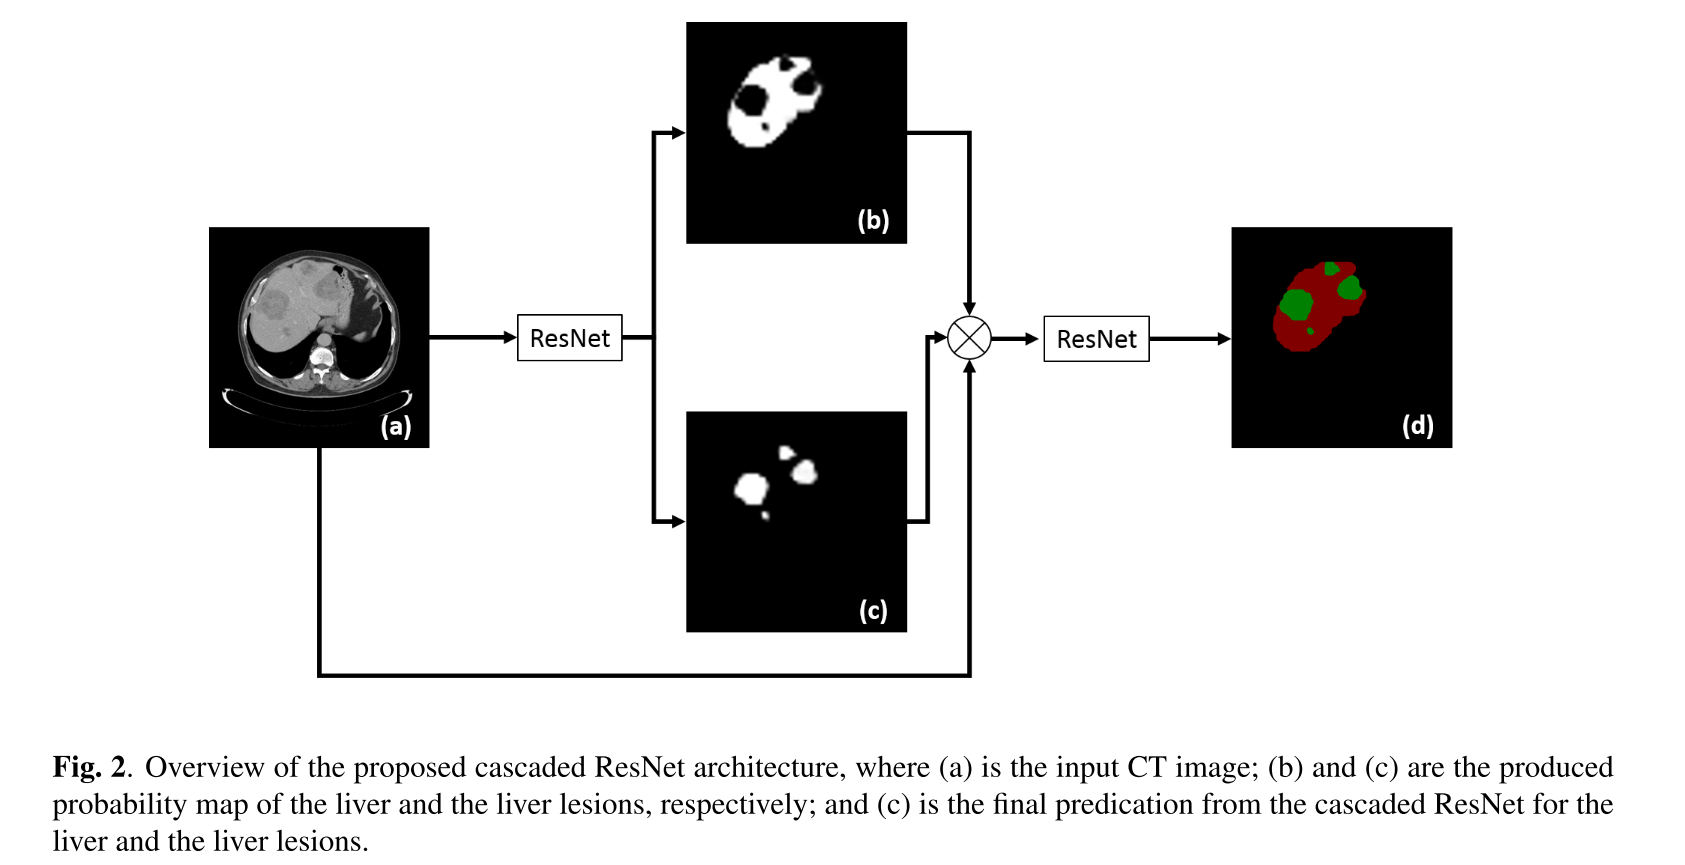 (b)
(a)
ResNet
ResNet
(d)
(c)
Fig. 2. Overview of the proposed cascaded ResNet architecture, where (a) is the input CT image; (b) and (c) are the produced
probability map of the liver and the liver lesions, respectively; and (c) is the final predication from the cascaded ResNet for the
liver and the liver lesions.